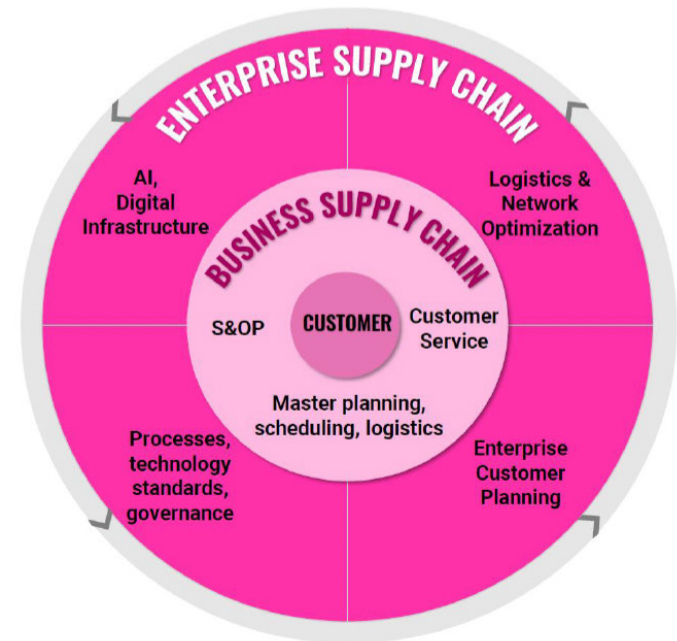 ENTERPRISE SUPPLY CHAIN
AI,
Digital
Infrastructure
Logistics &
Network
Optimization
BUSINESS SUPPLY CHAIN
S&OP
CUSTOMER
Customer
Service
Master planning,
scheduling, logistics
Processes,
technology
standards,
governance
Enterprise
Customer
Planning